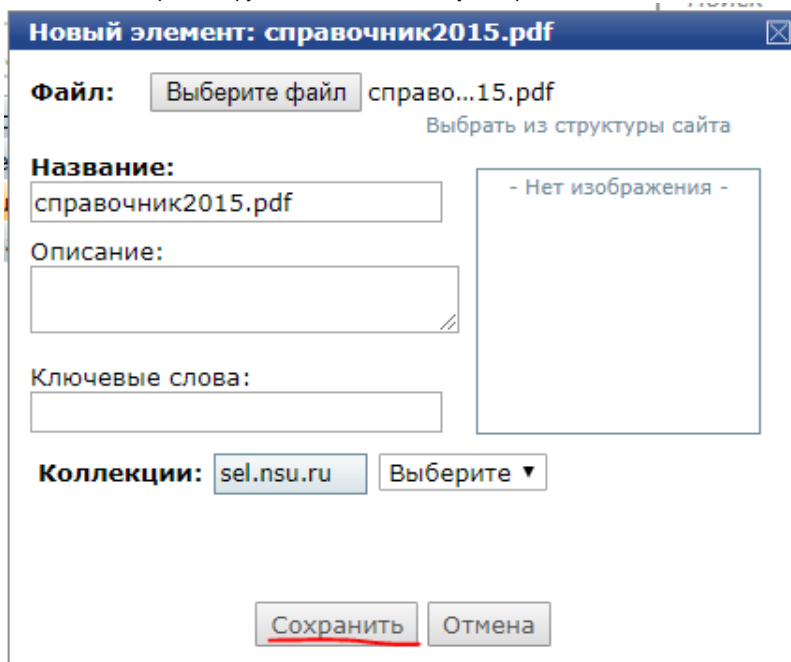 Новый элемент: справочник2015.pdf
Файл: Выберите файл справо...15.pdf
Выбрать из структуры сайта
Название:
справочник2015.pdf
- Нет изображения -
Описание:
Ключевые слова:
Коллекции: sel.nsu.ru Выберите
Сохранить Отмена